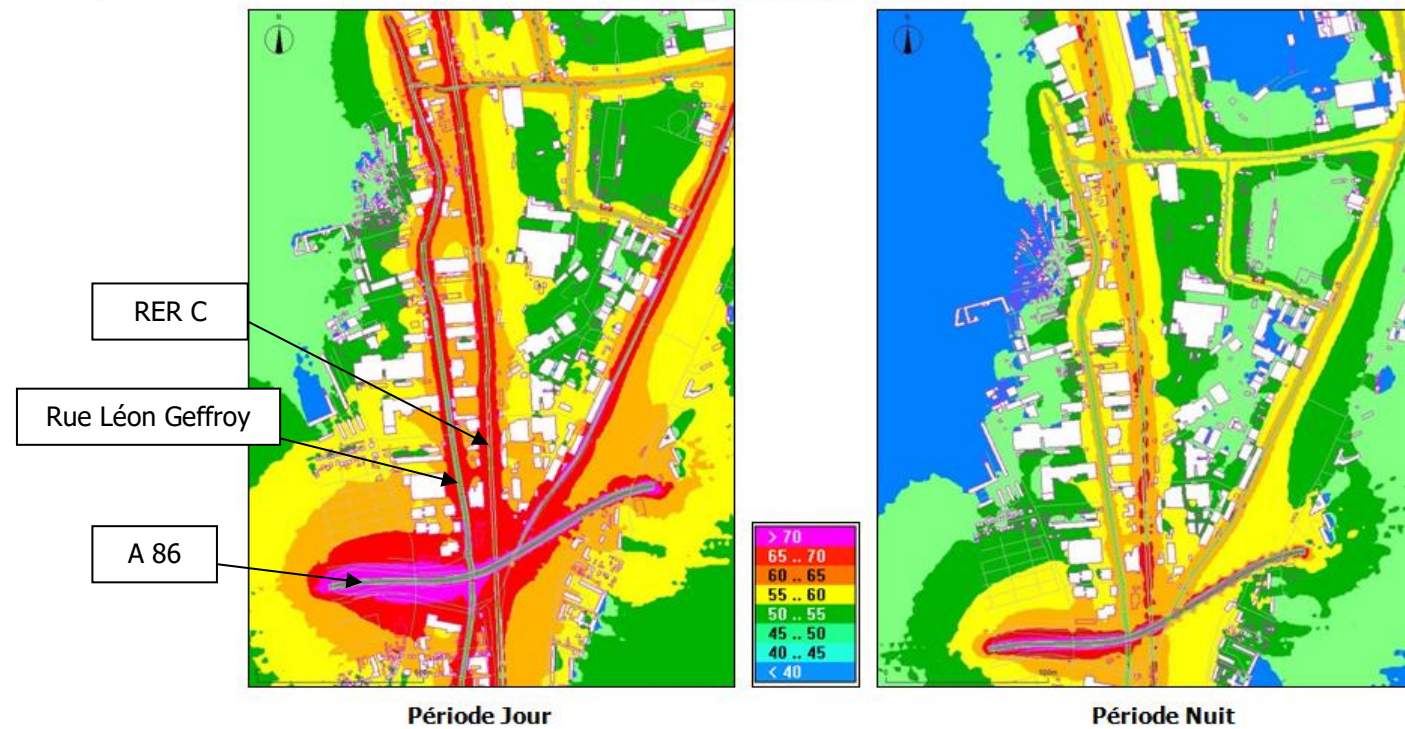 N
N
RER C
Rue Léon Geffroy
A 86
> 70
65 .. 70
60 .. 65
55 .. 60
50 .. 55
45 .. 50
40 .. 45
< 40
Période Jour
Période Nuit